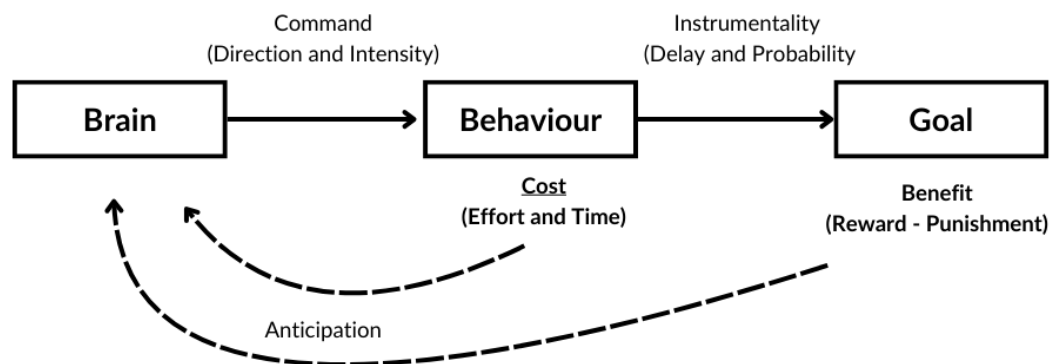 Command
(Direction and Intensity)
Instrumentality
(Delay and Probability
Brain
Behaviour
Goal
Cost
(Effort and Time)
Benefit
(Reward - Punishment)
Anticipation